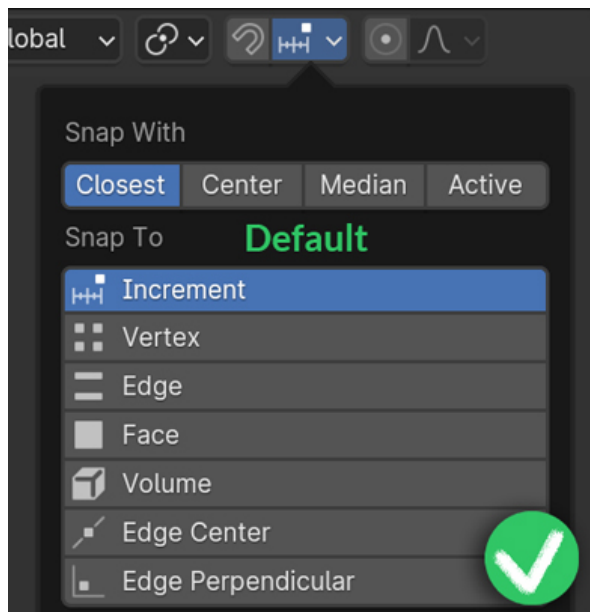 lobal
Snap With
Closest Center Median Active
Snap To Default
Increment
Vertex
Edge
Face
Volume
Edge Center
Edge Perpendicular